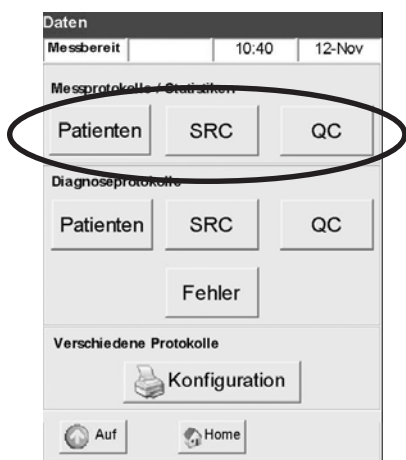 Daten
Messbereit 10:40 12-Nov
Messprotokolle / Statistiken
Patienten SRC QC
Diagnoseprotokolle
Patienten SRC QC
Fehler
Verschiedene Protokolle
Konfiguration
Auf Home